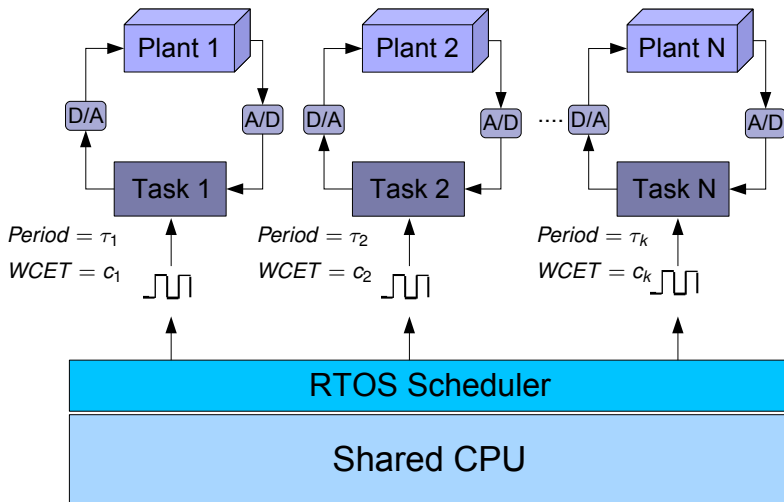 Plant 1
Plant 2
Plant N
D/A
A/D
D/A
A/D
....
D/A
A/D
Task 1
Task 2
Task N
Period = τ₁
WCET = c₁
Period = τ₂
WCET = c₂
Period = τₖ
WCET = cₖ
RTOS Scheduler
Shared CPU